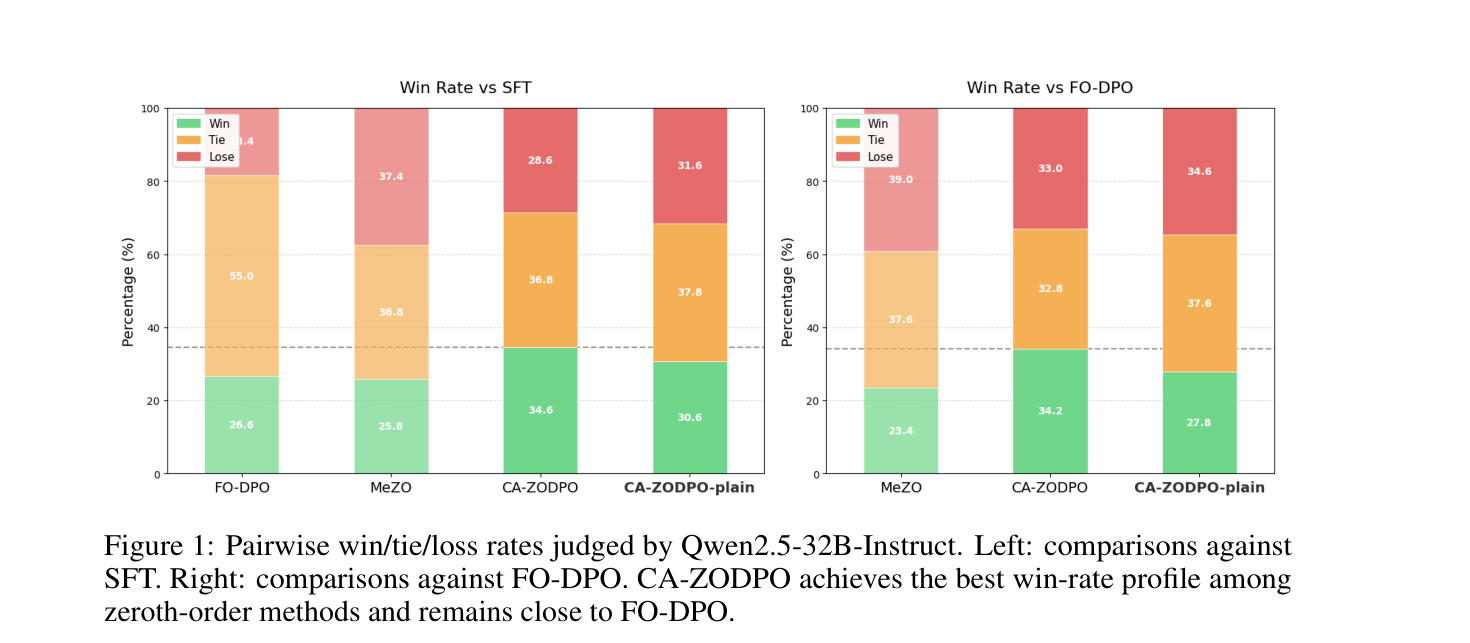 Win Rate vs SFT
100
80
60
40
20
0
Percentage (%)
Win
Tie
Lose
55.0
26.6
37.4
36.8
25.8
28.6
36.8
34.6
31.6
37.8
30.6
FO-DPO
MeZO
CA-ZODPO
CA-ZODPO-plain
Win Rate vs FO-DPO
100
80
60
40
20
0
Percentage (%)
Win
Tie
Lose
39.0
37.6
23.4
33.0
32.8
34.2
34.6
37.6
27.8
MeZO
CA-ZODPO
CA-ZODPO-plain
Figure 1: Pairwise win/tie/loss rates judged by Qwen2.5-32B-Instruct. Left: comparisons against
SFT. Right: comparisons against FO-DPO. CA-ZODPO achieves the best win-rate profile among
zeroth-order methods and remains close to FO-DPO.